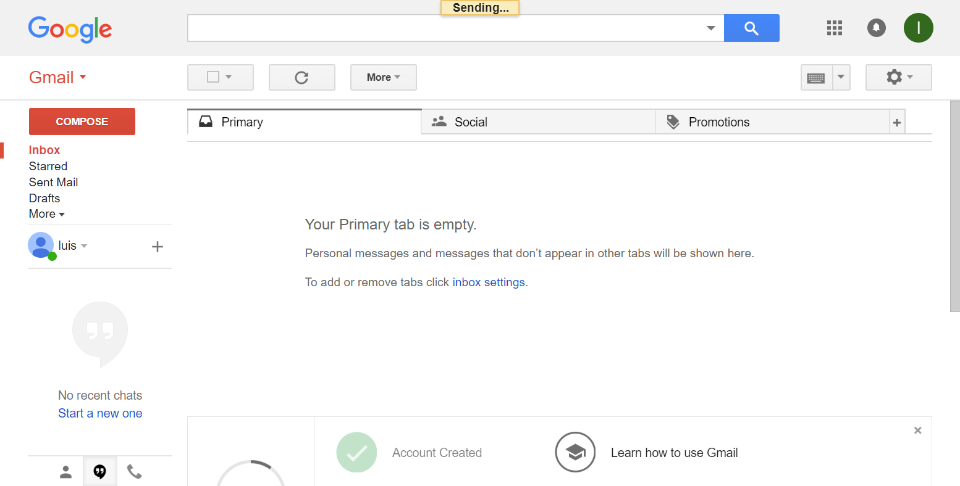 Sending...
Google
I
Gmail
More
COMPOSE
Primary
Social
Promotions
+
Inbox
Starred
Sent Mail
Drafts
More
luis
+
Your Primary tab is empty.
Personal messages and messages that don't appear in other tabs will be shown here.
To add or remove tabs click inbox settings.
No recent chats
Start a new one
Account Created
Learn how to use Gmail
×